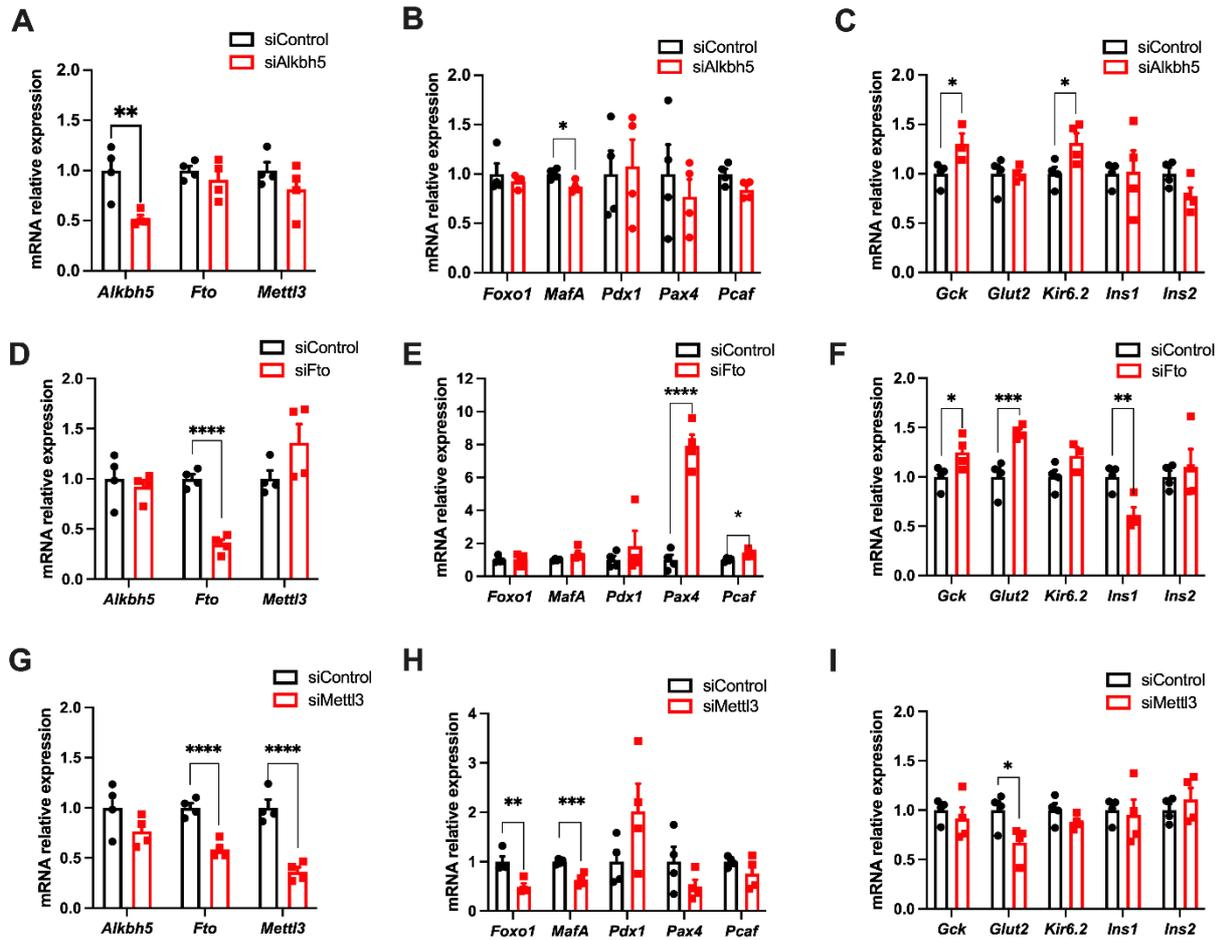 A
siControl
siAlkbh5
mRNA relative expression
2.0
1.5
1.0
0.5
0.0
**
Alkbh5 Fto Mettl3
B
siControl
siAlkbh5
mRNA relative expression
2.0
1.5
1.0
0.5
0.0
*
Foxo1 MafA Pdx1 Pax4 Pcaf
C
siControl
siAlkbh5
mRNA relative expression
2.0
1.5
1.0
0.5
0.0
* *
Gck Glut2 Kir6.2 Ins1 Ins2
D
siControl
siFto
mRNA relative expression
2.0
1.5
1.0
0.5
0.0
****
Alkbh5 Fto Mettl3
E
siControl
siFto
mRNA relative expression
12
10
8
6
4
2
0
****
*
Foxo1 MafA Pdx1 Pax4 Pcaf
F
siControl
siFto
mRNA relative expression
2.0
1.5
1.0
0.5
0.0
* *** **
Gck Glut2 Kir6.2 Ins1 Ins2
G
siControl
siMettl3
mRNA relative expression
2.0
1.5
1.0
0.5
0.0
**** ****
Alkbh5 Fto Mettl3
H
siControl
siMettl3
mRNA relative expression
4
3
2
1
0
** ***
Foxo1 MafA Pdx1 Pax4 Pcaf
I
siControl
siMettl3
mRNA relative expression
2.0
1.5
1.0
0.5
0.0
*
Gck Glut2 Kir6.2 Ins1 Ins2